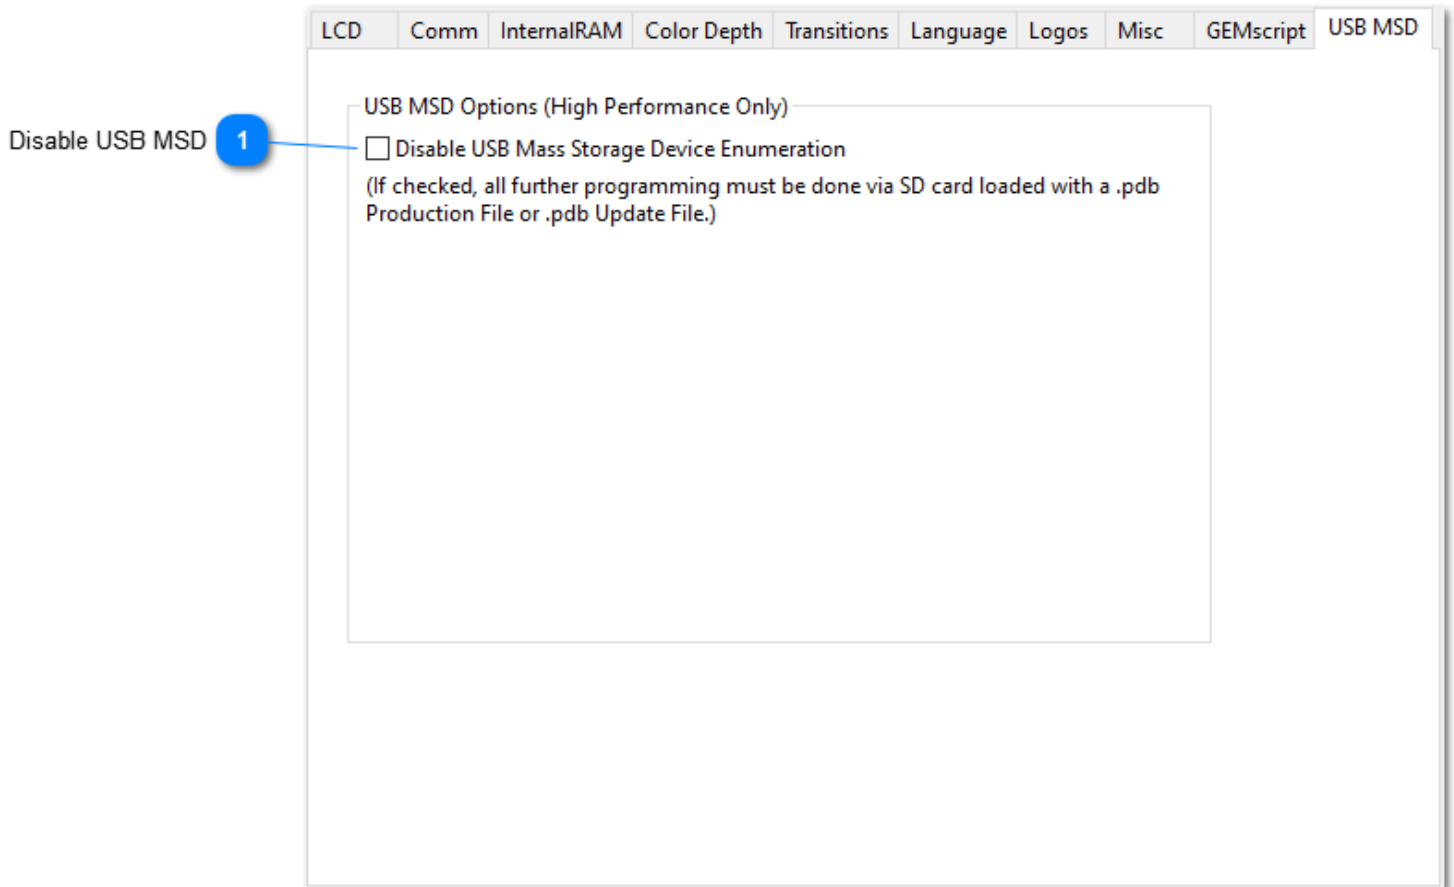 LCD Comm InternalRAM Color Depth Transitions Language Logos Misc GEMscript USB MSD
USB MSD Options (High Performance Only)
Disable USB MSD 1
Disable USB Mass Storage Device Enumeration
(If checked, all further programming must be done via SD card loaded with a .pdb
Production File or .pdb Update File.)